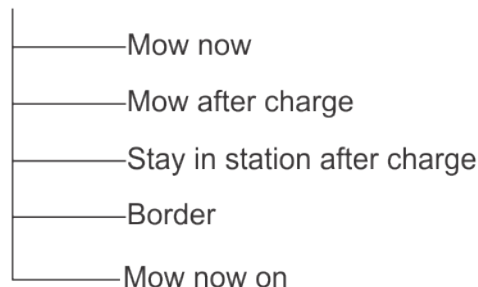 Mow now
Mow after charge
Stay in station after charge
Border
Mow now on